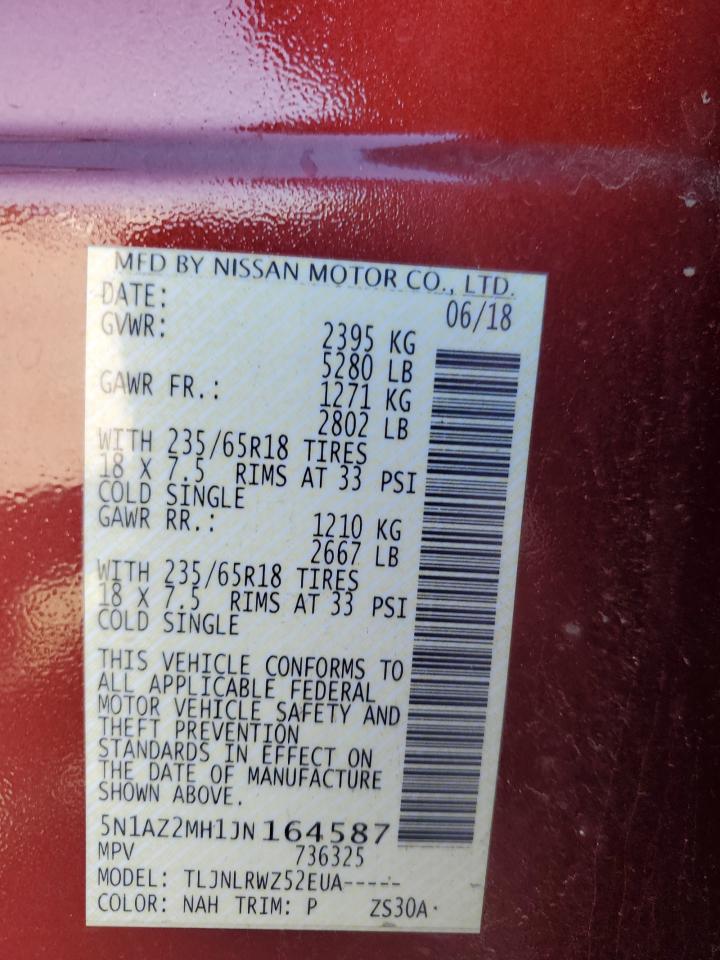 MFD BY NISSAN MOTOR CO., LTD.
DATE: 06/18
GVWR: 2395 KG
5280 LB
GAWR FR.: 1271 KG
2802 LB
WITH 235/65R18 TIRES
18 X 7.5 RIMS AT 33 PSI
COLD SINGLE
GAWR RR.: 1210 KG
2667 LB
WITH 235/65R18 TIRES
18 X 7.5 RIMS AT 33 PSI
COLD SINGLE
THIS VEHICLE CONFORMS TO
ALL APPLICABLE FEDERAL
MOTOR VEHICLE SAFETY AND
THEFT PREVENTION
STANDARDS IN EFFECT ON
THE DATE OF MANUFACTURE
SHOWN ABOVE.
5N1AZ2MH1JN164587
MPV 736325
MODEL: TLJNLRWZ52EUA-----
COLOR: NAH TRIM: P ZS30A